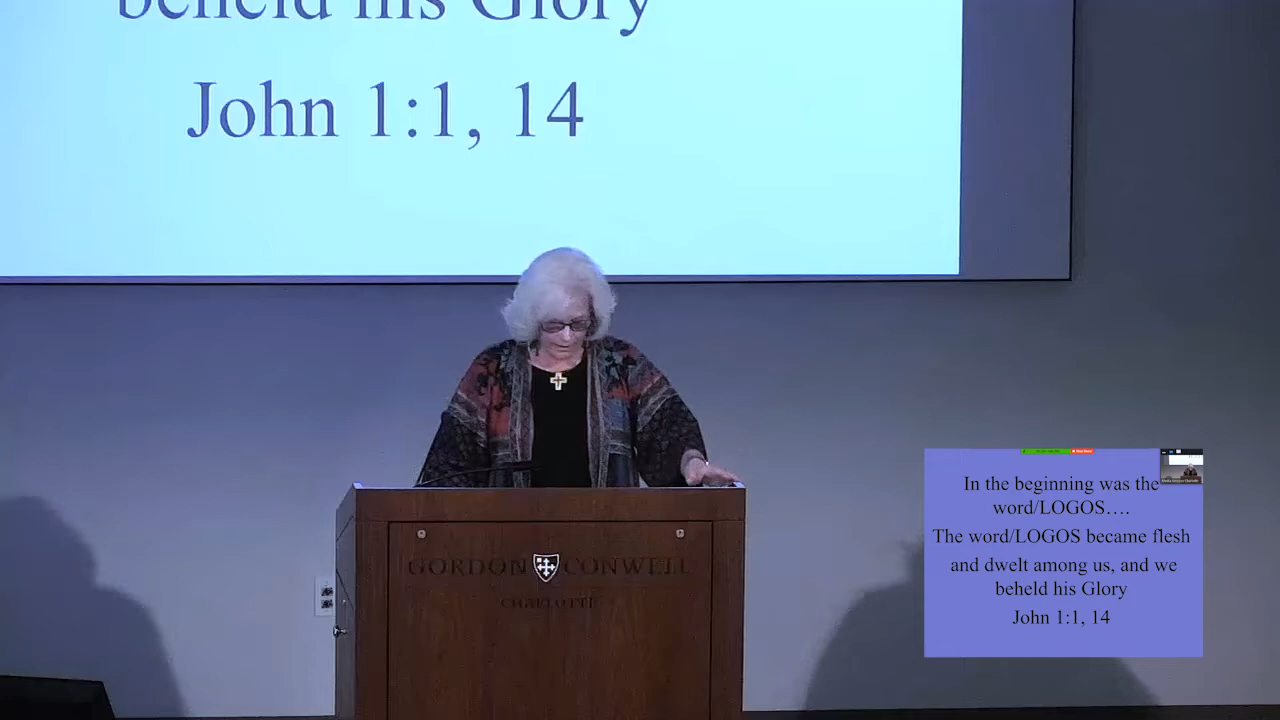 beheld his Glory
John 1:1, 14
GORDON CONWELL
CHARLOTTE
In the beginning was the
word/LOGOS….
The word/LOGOS became flesh
and dwelt among us, and we
beheld his Glory
John 1:1, 14